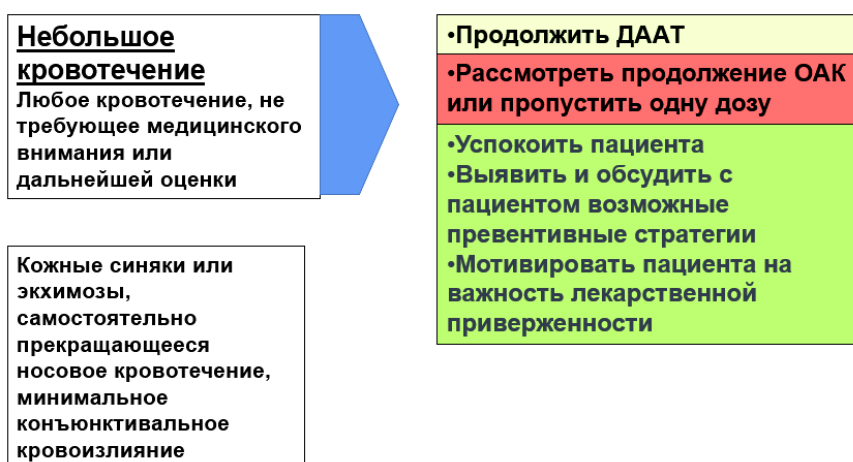 Небольшое
кровотечение
Любое кровотечение, не
требующее медицинского
внимания или
дальнейшей оценки
Кожные синяки или
экхимозы,
самостоятельно
прекращающееся
носовое кровотечение,
минимальное
конъюнктивальное
кровоизлияние
•Продолжить ДААТ
•Рассмотреть продолжение ОАК
или пропустить одну дозу
•Успокоить пациента
•Выявить и обсудить с
пациентом возможные
превентивные стратегии
•Мотивировать пациента на
важность лекарственной
приверженности